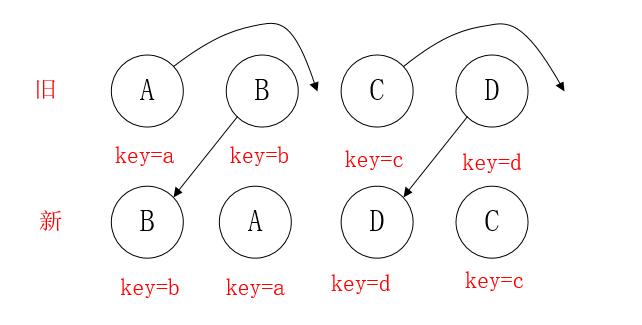 旧 A B C D
key=a key=b key=c key=d
新 B A D C
key=b key=a key=d key=c